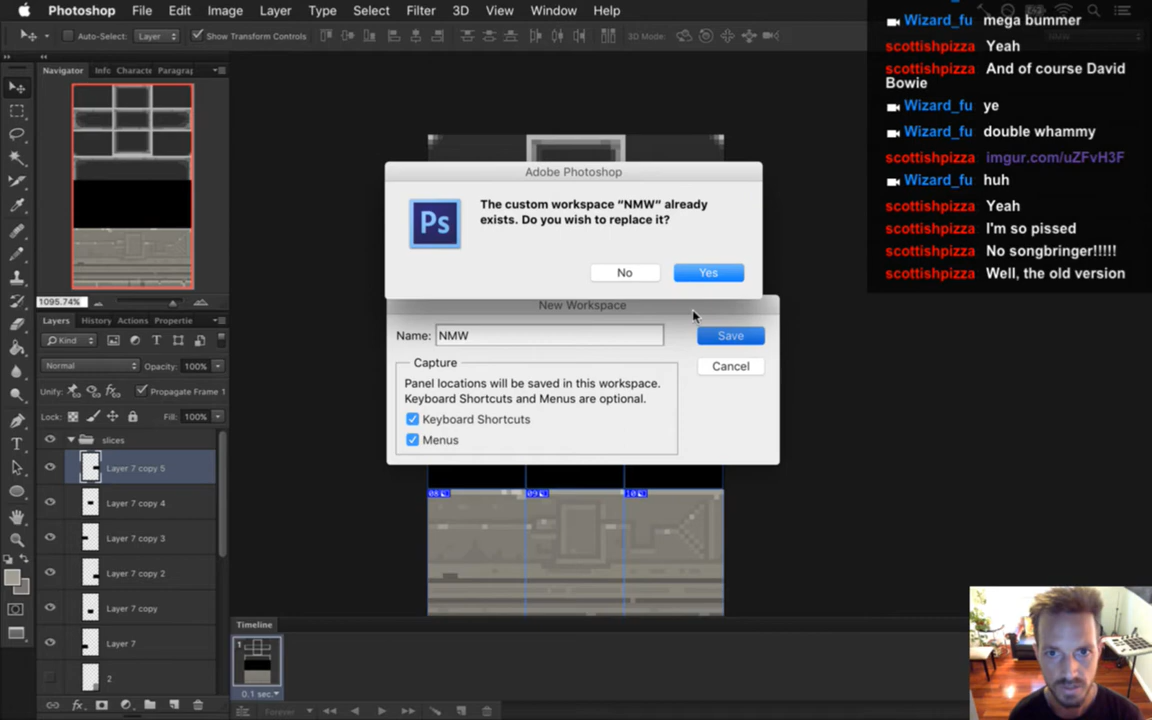 Photoshop File Edit Image Layer Type Select Filter 3D View Window Help
Auto-Select: Layer Show Transform Controls 3D Mode:
Navigator Info Characte Paragraj
1095.74%
Layers History Actions Propertie
Kind
Normal Opacity: 100%
Unify: Propagate Frame 1
Lock: Fill: 100%
slices
Layer 7 copy 5
Layer 7 copy 4
Layer 7 copy 3
Layer 7 copy 2
Layer 7 copy
Layer 7
2
Adobe Photoshop
Ps
The custom workspace “NMW” already
exists. Do you wish to replace it?
No Yes
New Workspace
Name: NMW Save
Cancel
Capture
Panel locations will be saved in this workspace.
Keyboard Shortcuts and Menus are optional.
Keyboard Shortcuts
Menus
08 09 10
Timeline
1
0.1 sec.
Forever
Wizard_fu mega bummer
scottishpizza Yeah
scottishpizza And of course David
Bowie
Wizard_fu ye
Wizard_fu double whammy
scottishpizza imgur.com/uZFvH3F
Wizard_fu huh
scottishpizza Yeah
scottishpizza I'm so pissed
scottishpizza No songbringer!!!!!
scottishpizza Well, the old version